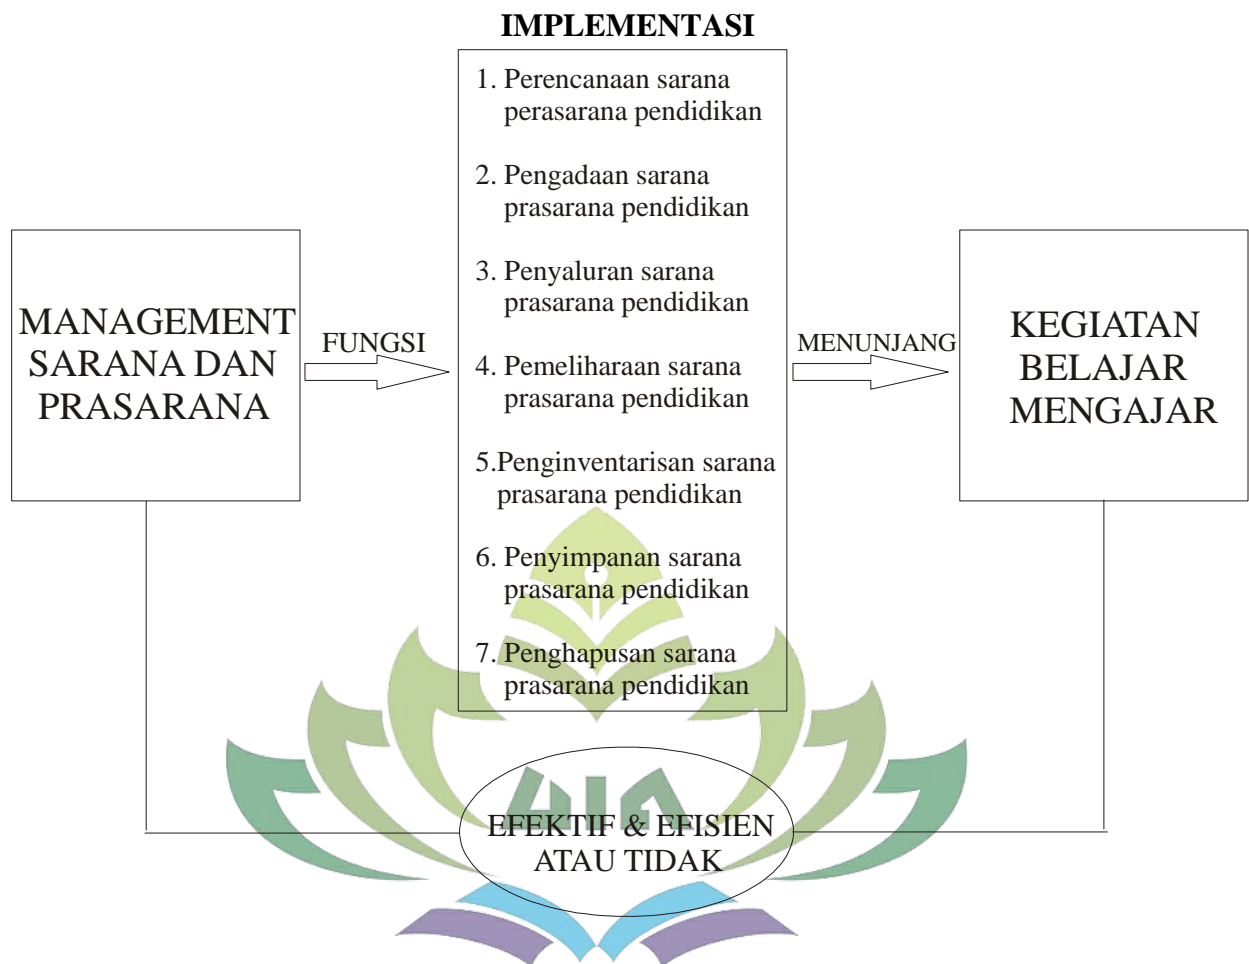 IMPLEMENTASI
1. Perencanaan sarana
perasarana pendidikan
2. Pengadaan sarana
prasarana pendidikan
3. Penyaluran sarana
prasarana pendidikan
4. Pemeliharaan sarana
prasarana pendidikan
5.Penginventarisan sarana
prasarana pendidikan
6. Penyimpanan sarana
prasarana pendidikan
7. Penghapusan sarana
prasarana pendidikan
MANAGEMENT
SARANA DAN
PRASARANA
FUNGSI
MENUNJANG
KEGIATAN
BELAJAR
MENGAJAR
UIN
EFEKTIF & EFISIEN
ATAU TIDAK